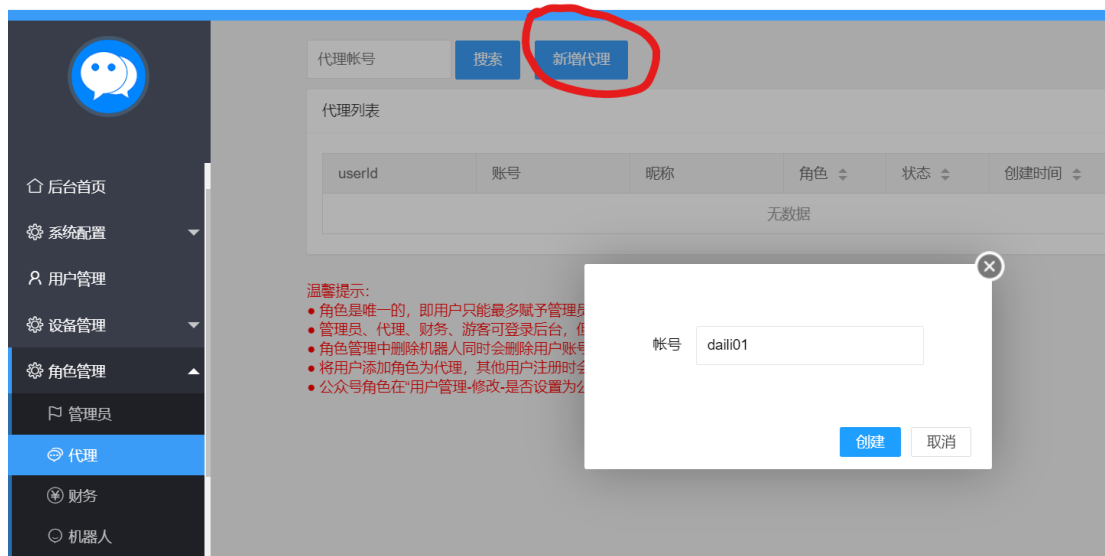 代理帐号 搜索 新增代理
代理列表
userId 账号 昵称 角色 状态 创建时间
无数据
后台首页
系统配置
用户管理
设备管理
角色管理
管理员
代理
财务
机器人
温馨提示:
● 角色是唯一的，即用户只能最多赋予管理员
● 管理员、代理、财务、游客可登录后台，但
● 角色管理中删除机器人同时会删除用户账号
● 将用户添加角色为代理，其他用户注册时会
● 公众号角色在"用户管理-修改-是否设置为公
帐号 daili01
创建 取消